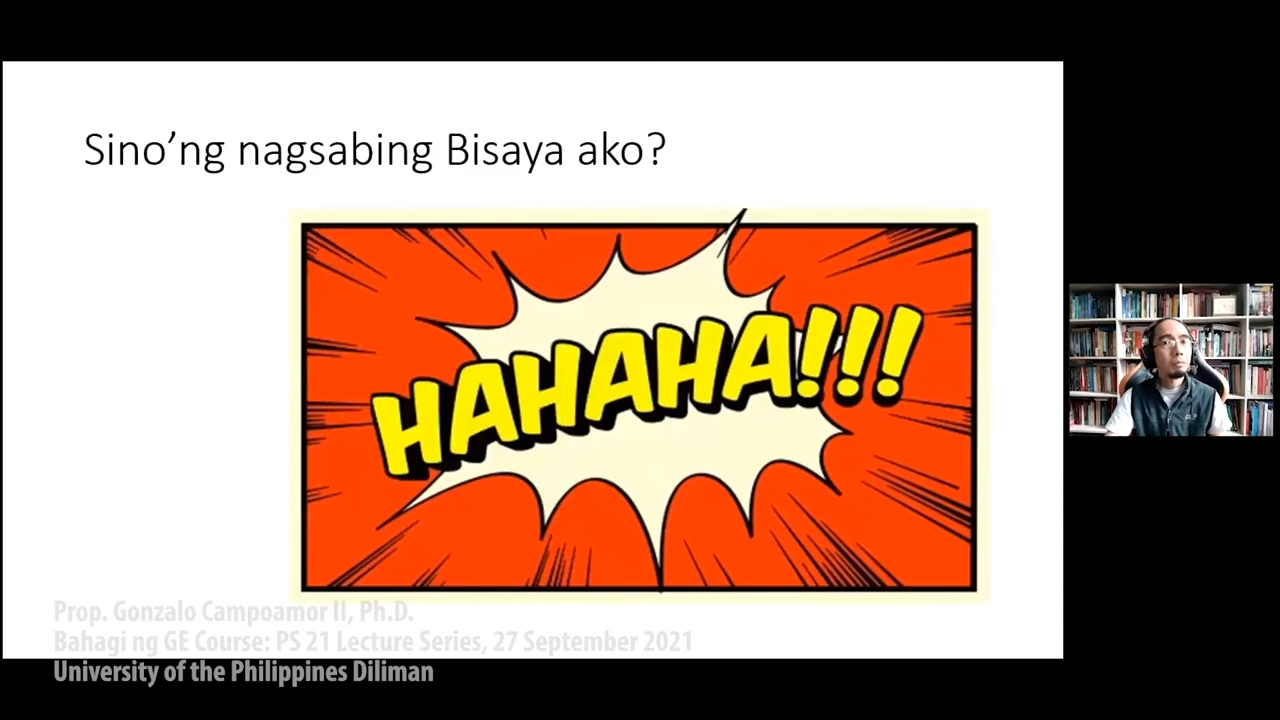 Sino’ng nagsabing Bisaya ako?
HAHAHA!!!
Prop. Gonzalo Campoamor II, Ph.D.
Bahagi ng GE Course: PS 21 Lecture Series, 27 September 2021
University of the Philippines Diliman